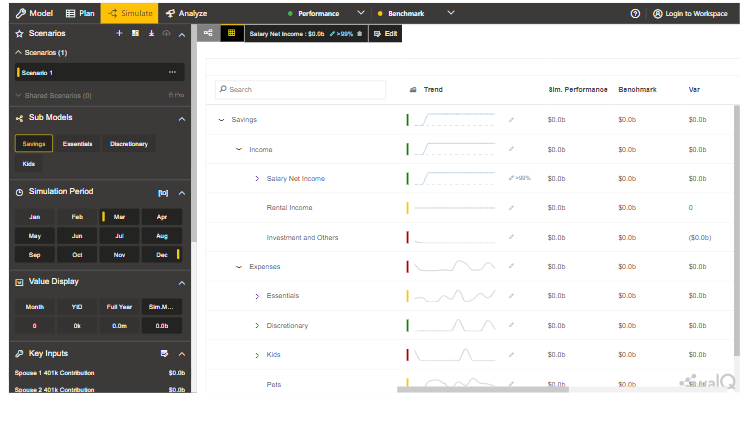 Model Plan Simulate Analyze Performance Benchmark Login to Workspace
Scenarios
Salary Net Income : $0.0b >99% Edit
Scenarios (1)
Scenario 1
Shared Scenarios (0)
Search Trend Sim. Performance Benchmark Var
Sub Models
Savings Essentials Discretionary
Kids
Simulation Period [to]
Jan Feb Mar Apr
May Jun Jul Aug
Sep Oct Nov Dec
Value Display
Month YTD Full Year Sim.M...
0 0k 0.0m 0.0b
Key Inputs
Spouse 1 401k Contribution $0.0b
Spouse 2 401k Contribution $0.0b
Savings $0.0b $0.0b $0.0b
Income $0.0b $0.0b $0.0b
Salary Net Income >99% $0.0b $0.0b $0.0b
Rental Income $0.0b $0.0b 0
Investment and Others $0.0b $0.0b ($0.0b)
Expenses $0.0b $0.0b $0.0b
Essentials $0.0b $0.0b $0.0b
Discretionary $0.0b $0.0b $0.0b
Kids $0.0b $0.0b $0.0b
Pets $0.0b $0.0b